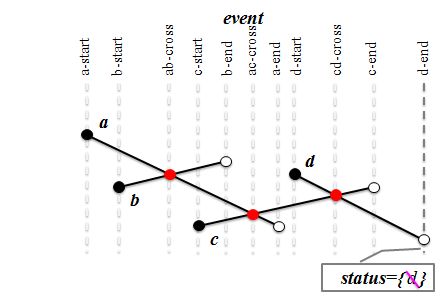 event
a-start
b-start
ab-cross
c-start
b-end
ac-cross
a-end
d-start
cd-cross
c-end
d-end
a
b
c
d
status={d}